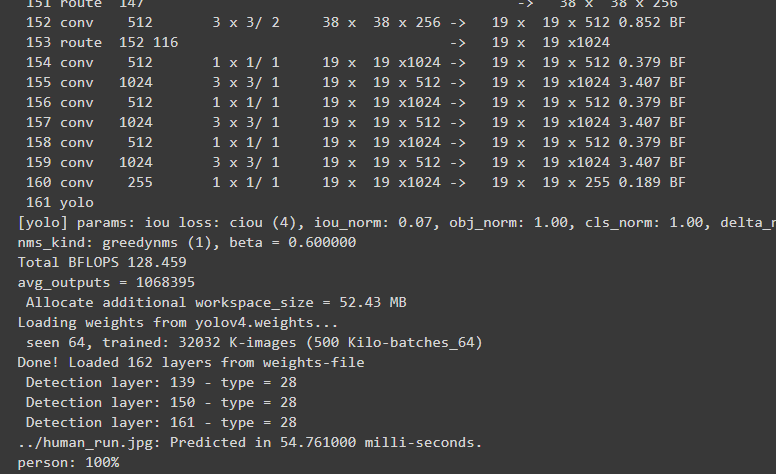 151 route 147 -> 38 x 38 x 256
152 conv 512 3 x 3/ 2 38 x 38 x 256 -> 19 x 19 x 512 0.852 BF
153 route 152 116 -> 19 x 19 x1024
154 conv 512 1 x 1/ 1 19 x 19 x1024 -> 19 x 19 x 512 0.379 BF
155 conv 1024 3 x 3/ 1 19 x 19 x 512 -> 19 x 19 x1024 3.407 BF
156 conv 512 1 x 1/ 1 19 x 19 x1024 -> 19 x 19 x 512 0.379 BF
157 conv 1024 3 x 3/ 1 19 x 19 x 512 -> 19 x 19 x1024 3.407 BF
158 conv 512 1 x 1/ 1 19 x 19 x1024 -> 19 x 19 x 512 0.379 BF
159 conv 1024 3 x 3/ 1 19 x 19 x 512 -> 19 x 19 x1024 3.407 BF
160 conv 255 1 x 1/ 1 19 x 19 x1024 -> 19 x 19 x 255 0.189 BF
161 yolo
[yolo] params: iou loss: ciou (4), iou_norm: 0.07, obj_norm: 1.00, cls_norm: 1.00,
nms_kind: greedynms (1), beta = 0.600000
Total BFLOPS 128.459
avg_outputs = 1068395
Allocate additional workspace_size = 52.43 MB
Loading weights from yolov4.weights...
seen 64, trained: 32032 K-images (500 Kilo-batches_64)
Done! Loaded 162 layers from weights-file
Detection layer: 139 - type = 28
Detection layer: 150 - type = 28
Detection layer: 161 - type = 28
../human_run.jpg: Predicted in 54.761000 milli-seconds.
person: 100%